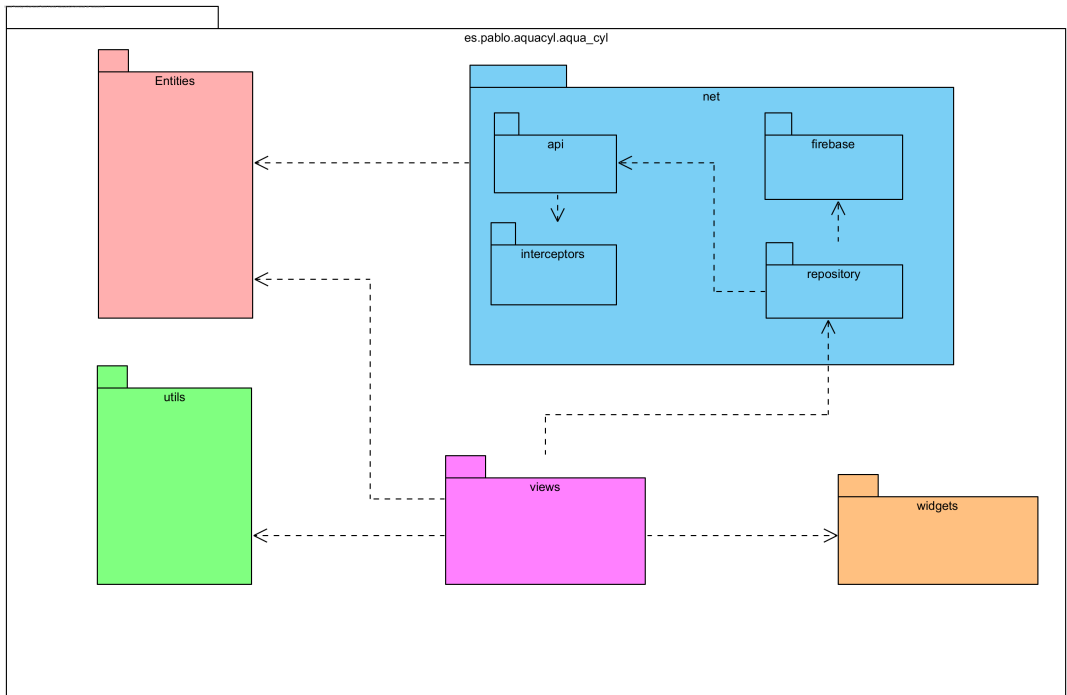 es.pablo.aquacyl.aqua_cyl
Entities
net
api
firebase
interceptors
repository
utils
views
widgets